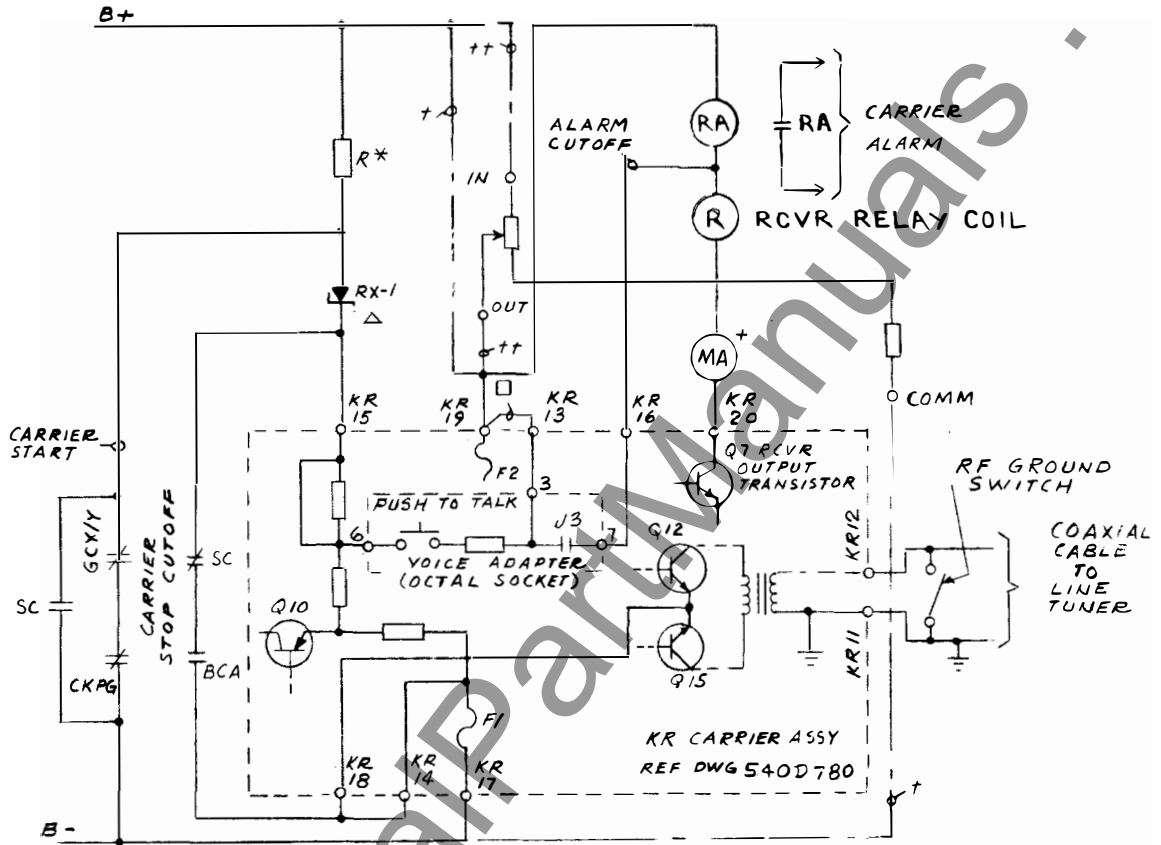 B+
++
+
R*
ALARM
CUTOFF
IN
RA
RA
CARRIER
ALARM
R
RCVR RELAY COIL
RX-1
△
OUT
++
MA
+
COMM
KR
15
KR
19
KR
13
KR
16
KR
20
CARRIER
START
F2
3
Q7 RCVR
OUTPUT
TRANSISTOR
RF GROUND
SWITCH
PUSH TO TALK
6
J3
7
VOICE ADAPTER
(OCTAL SOCKET)
Q12
KR12
COAXIAL
CABLE
TO
LINE
TUNER
GCX/Y
CARRIER
STOP CUTOFF
SC
SC
Q10
Q15
KR11
CKPG
BCA
F1
KR CARRIER ASSY
REF DWG 540D780
KR
18
KR
14
KR
17
+
B-
alPartManuals.